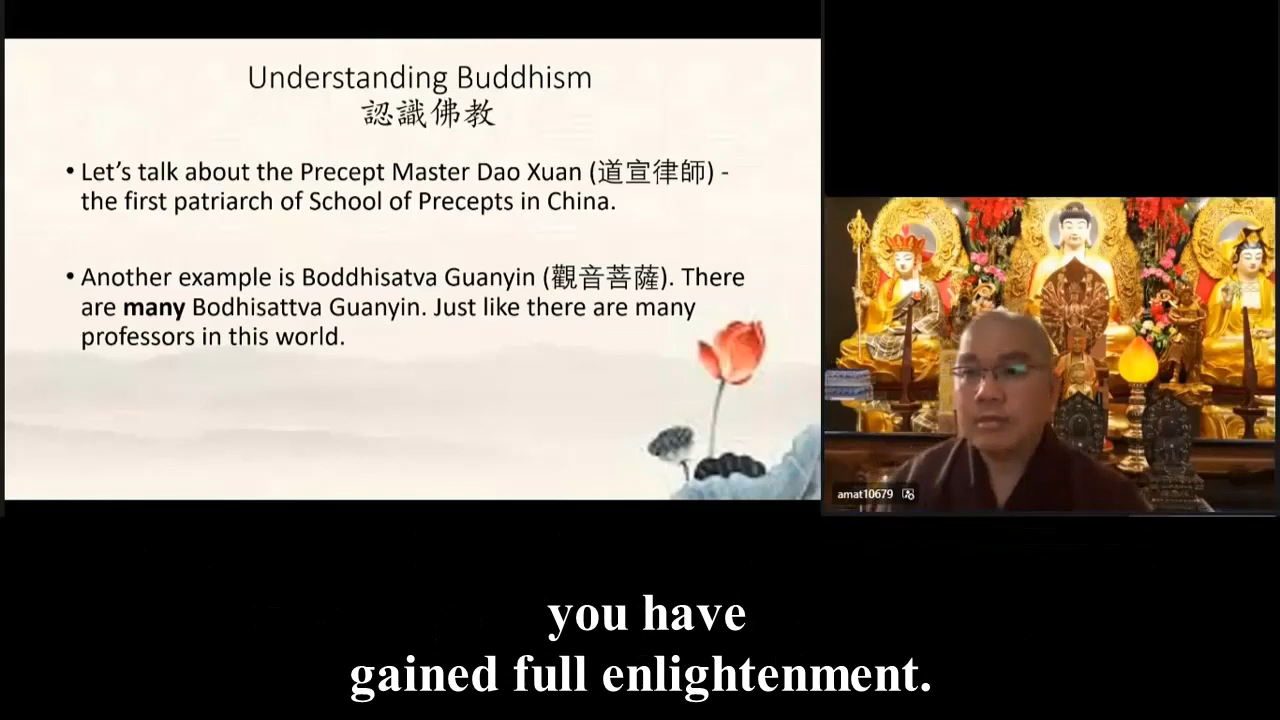 Understanding Buddhism
認識佛教
• Let’s talk about the Precept Master Dao Xuan (道宣律師) -
the first patriarch of School of Precepts in China.
• Another example is Boddhisatva Guanyin (觀音菩薩). There
are many Bodhisattva Guanyin. Just like there are many
professors in this world.
amat10679
you have
gained full enlightenment.